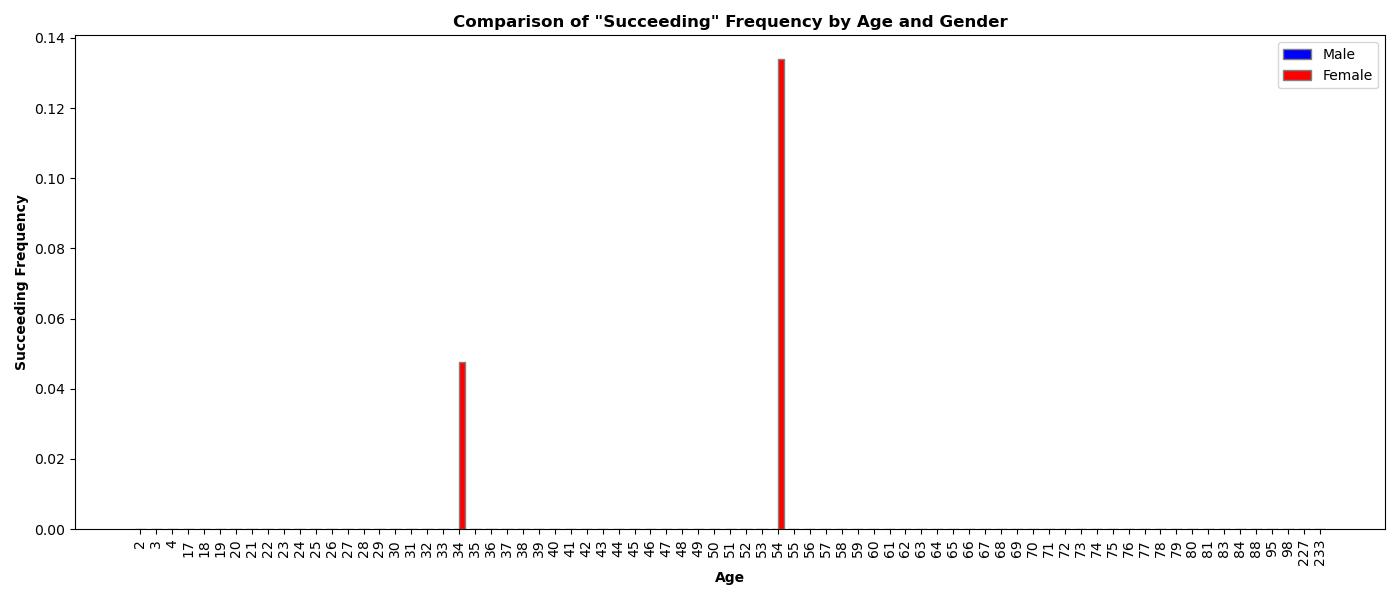 Comparison of "Succeeding" Frequency by Age and Gender
Male
Female
Succeeding Frequency
0.14
0.12
0.10
0.08
0.06
0.04
0.02
0.00
2 3 4 17 18 19 20 21 22 23 24 25 26 27 28 29 30 31 32 33 34 35 36 37 38 39 40 41 42 43 44 45 46 47 48 49 50 51 52 53 54 55 56 57 58 59 60 61 62 63 64 65 66 67 68 69 70 71 72 73 74 75 76 77 78 79 80 81 83 84 88 95 98 227 233
Age